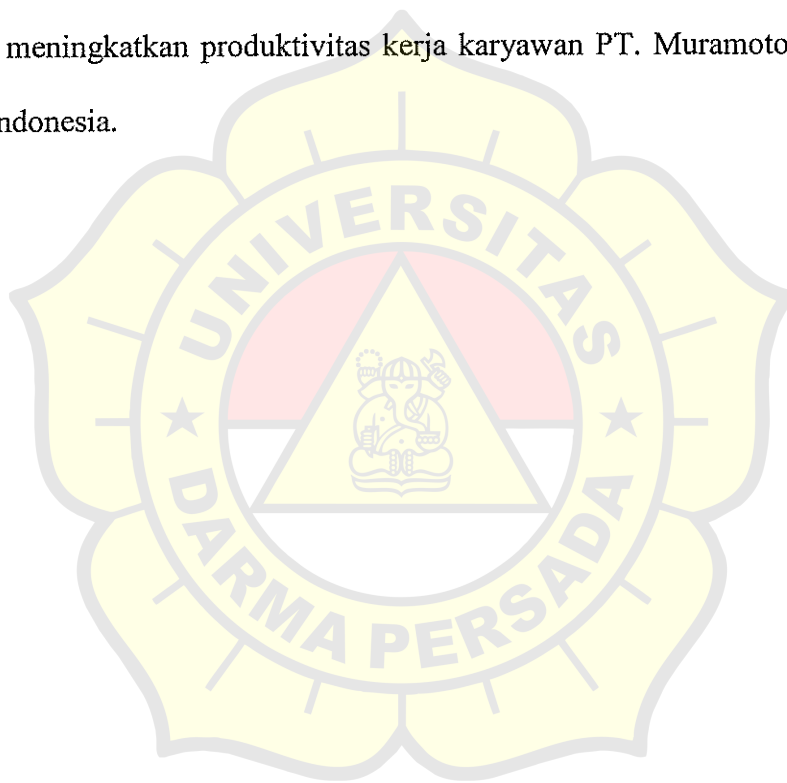 meningkatkan produktivitas kerja karyawan PT. Muramoto
ndonesia.
UNIVERSITAS
DARMA PERSADA